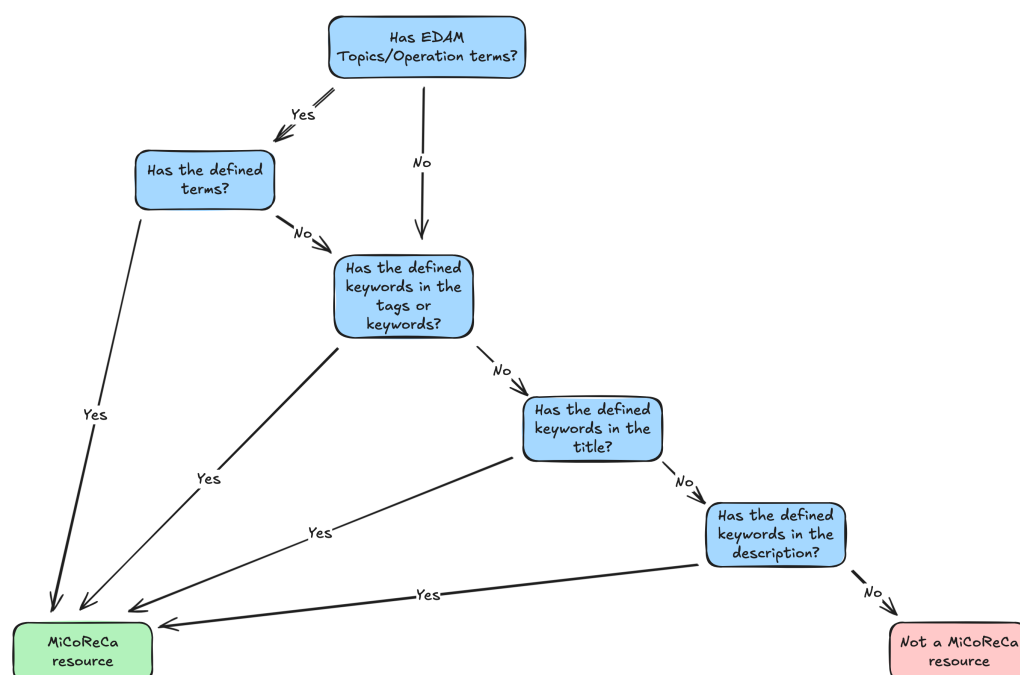 Has EDAM
Topics/Operation terms?
Yes
No
Has the defined
terms?
No
Has the defined
keywords in the
tags or
keywords?
No
Yes
Has the defined
keywords in the
title?
Yes
No
Has the defined
keywords in the
description?
Yes
Yes
No
MiCoReCa
resource
Not a MiCoReCa
resource